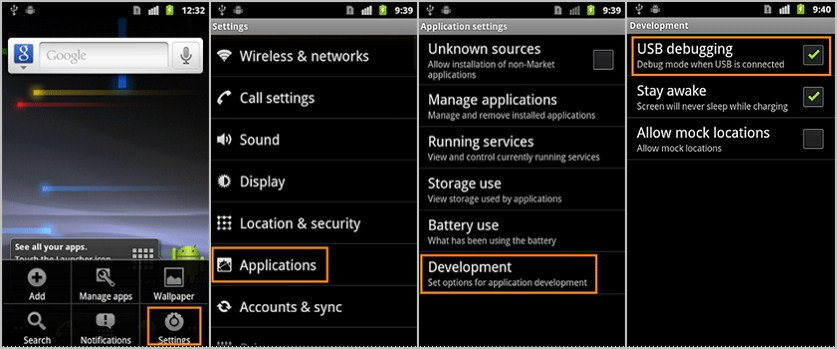 12:32
Google
See all your apps.
Touch the Launcher icon
Add
Manage apps
Wallpaper
Search
Notifications
Settings
9:39
Settings
Wireless & networks
Call settings
Sound
Display
Location & security
Applications
Accounts & sync
9:39
Application settings
Unknown sources
Allow installation of non-Market
applications
Manage applications
Manage and remove installed applications
Running services
View and control currently running services
Storage use
View storage used by applications
Battery use
What has been using the battery
Development
Set options for application development
9:40
Development
USB debugging
Debug mode when USB is connected
Stay awake
Screen will never sleep while charging
Allow mock locations
Allow mock locations